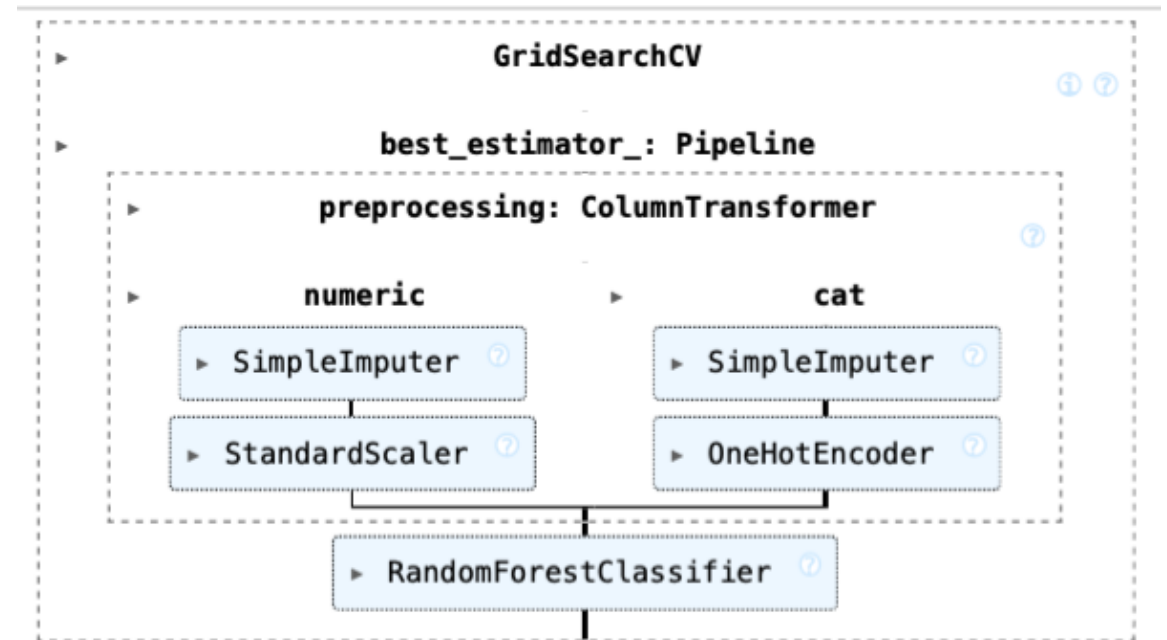 GridSearchCV
best_estimator_: Pipeline
preprocessing: ColumnTransformer
numeric cat
SimpleImputer ? SimpleImputer ?
StandardScaler ? OneHotEncoder ?
RandomForestClassifier ?